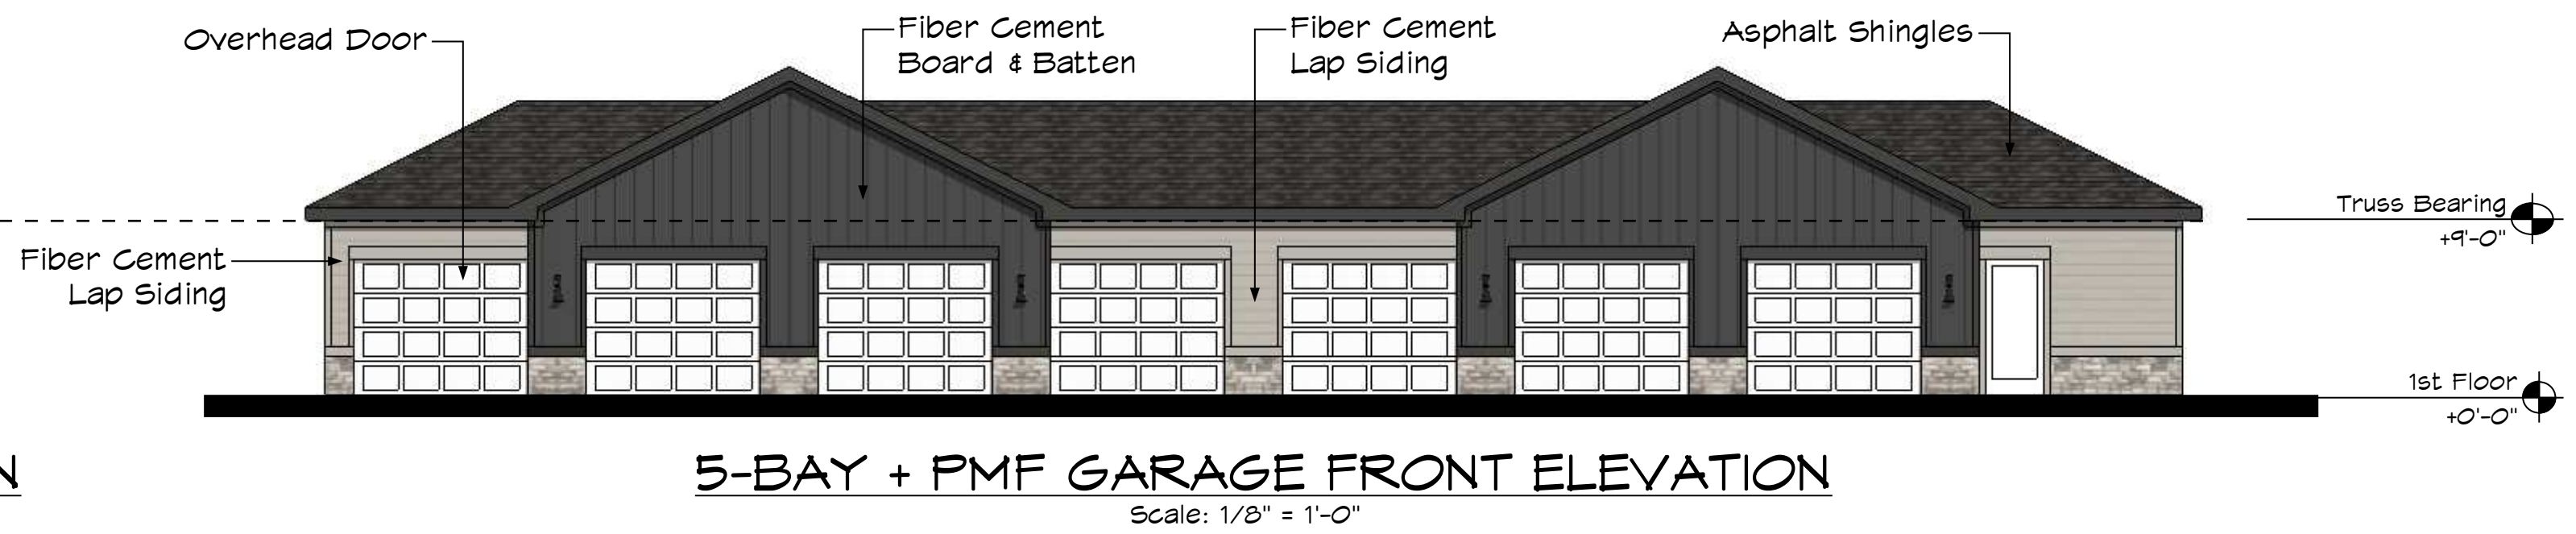 Overhead Door
Fiber Cement
Board & Batten
Fiber Cement
Lap Siding
Asphalt Shingles
Truss Bearing
+9'-0"
Fiber Cement
Lap Siding
1st Floor
+0'-0"
N
5-BAY + PMF GARAGE FRONT ELEVATION
Scale: 1/8" = 1'-0"